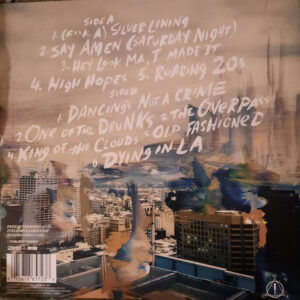 SIDE A
1. (F**K A) SILVER LINING
2. SAY AMEN (SATURDAY NIGHT)
3. HEY LOOK MA, I MADE IT
4. HIGH HOPES 5. ROARING 20s
SIDE B
1. DANCING'S NOT A CRIME
2. ONE OF THE DRUNKS 3. THE OVERPASS
4. KING OF THE CLOUDS 5. OLD FASHIONED
6. DYING IN LA